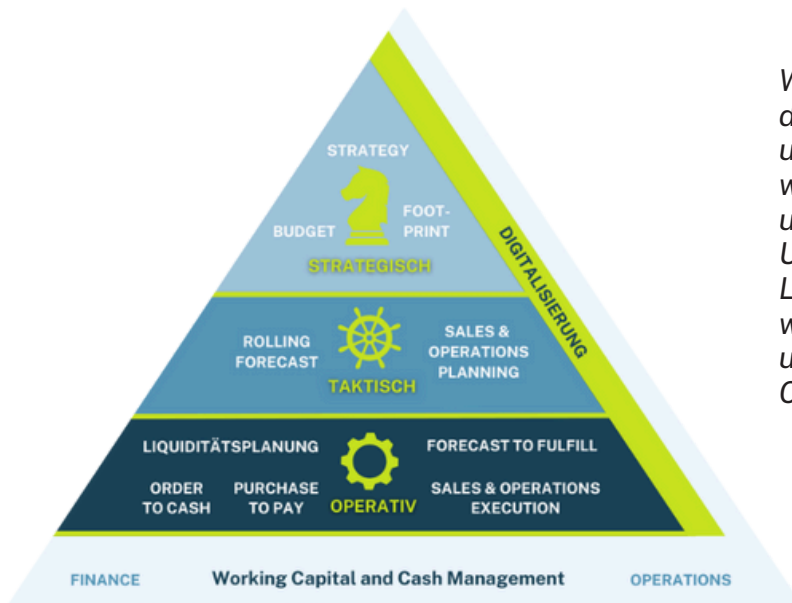 STRATEGY
BUDGET
FOOT-
PRINT
STRATEGISCH
DIGITALISIERUNG
ROLLING
FORECAST
SALES &
OPERATIONS
PLANNING
TAKTISCH
LIQUIDITÄTSPLANUNG
FORECAST TO FULFILL
ORDER
TO CASH
PURCHASE
TO PAY
OPERATIV
SALES & OPERATIONS
EXECUTION
FINANCE
Working Capital and Cash Management
OPERATIONS